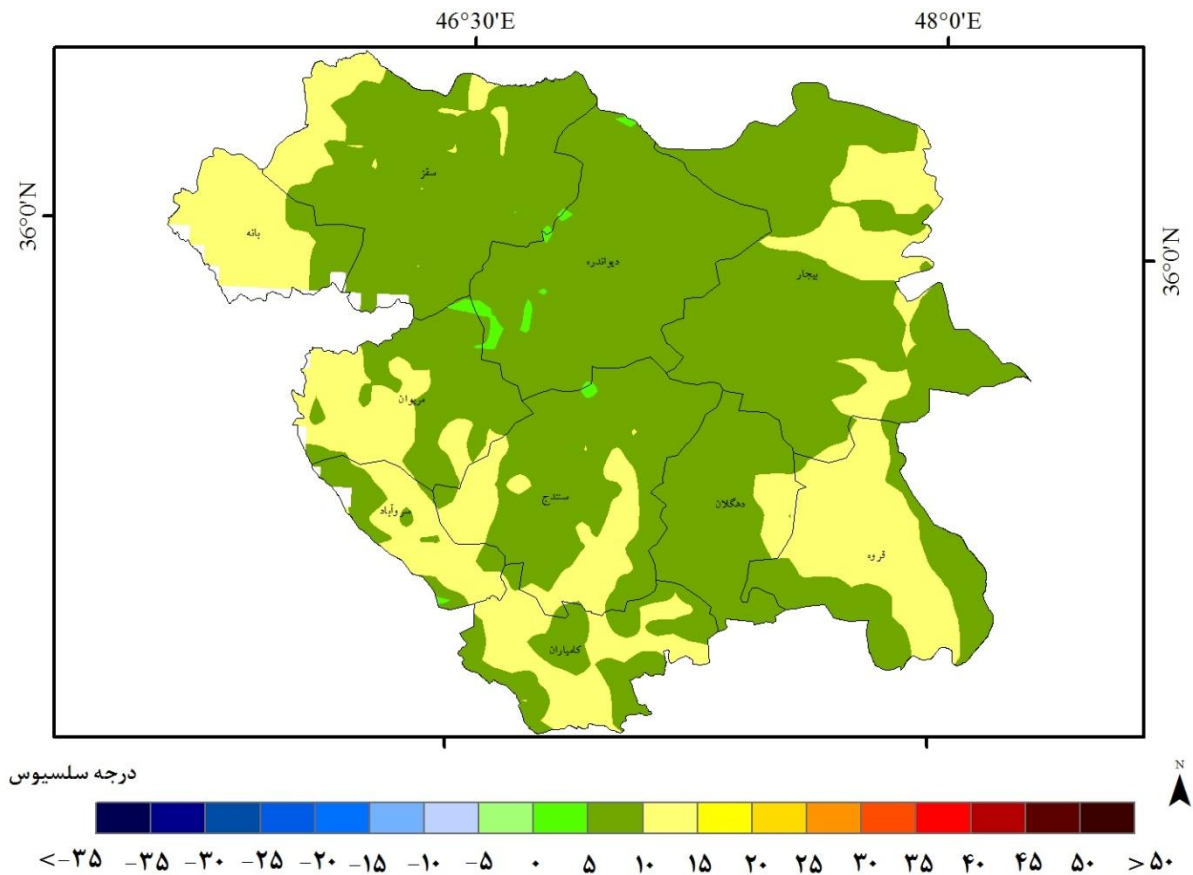 46°30'E
48°0'E
36°0'N
36°0'N
سقز
بانه
دیواندره
بیجار
مریوان
سنندج
دهگلان
سروآباد
قروه
کامیاران
درجه سلسیوس
N
<-۳۵ -۳۵ -۳۰ -۲۵ -۲۰ -۱۵ -۱۰ -۵ ۰ ۵ ۱۰ ۱۵ ۲۰ ۲۵ ۳۰ ۳۵ ۴۰ ۴۵ ۵۰ >۵۰